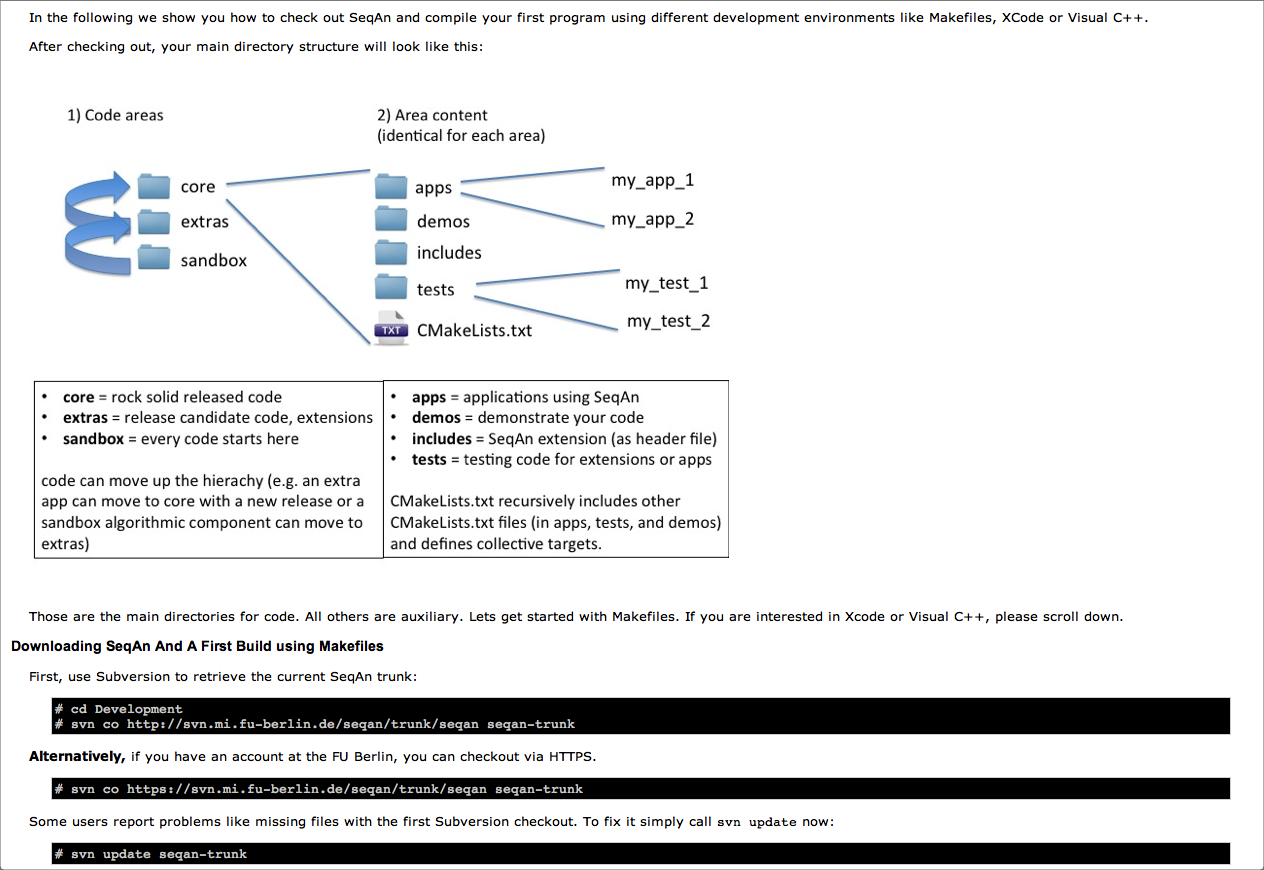 In the following we show you how to check out SeqAn and compile your first program using different development environments like Makefiles, XCode or Visual C++.
After checking out, your main directory structure will look like this:
1) Code areas
2) Area content
(identical for each area)
core
extras
sandbox
apps
demos
includes
tests
TXT CMakeLists.txt
my_app_1
my_app_2
my_test_1
my_test_2
• core = rock solid released code
• extras = release candidate code, extensions
• sandbox = every code starts here
code can move up the hierachy (e.g. an extra
app can move to core with a new release or a
sandbox algorithmic component can move to
extras)
• apps = applications using SeqAn
• demos = demonstrate your code
• includes = SeqAn extension (as header file)
• tests = testing code for extensions or apps
CMakeLists.txt recursively includes other
CMakeLists.txt files (in apps, tests, and demos)
and defines collective targets.
Those are the main directories for code. All others are auxiliary. Lets get started with Makefiles. If you are interested in Xcode or Visual C++, please scroll down.
Downloading SeqAn And A First Build using Makefiles
First, use Subversion to retrieve the current SeqAn trunk:
# cd Development
# svn co http://svn.mi.fu-berlin.de/seqan/trunk/seqan seqan-trunk
Alternatively, if you have an account at the FU Berlin, you can checkout via HTTPS.
# svn co https://svn.mi.fu-berlin.de/seqan/trunk/seqan seqan-trunk
Some users report problems like missing files with the first Subversion checkout. To fix it simply call svn update now:
# svn update seqan-trunk